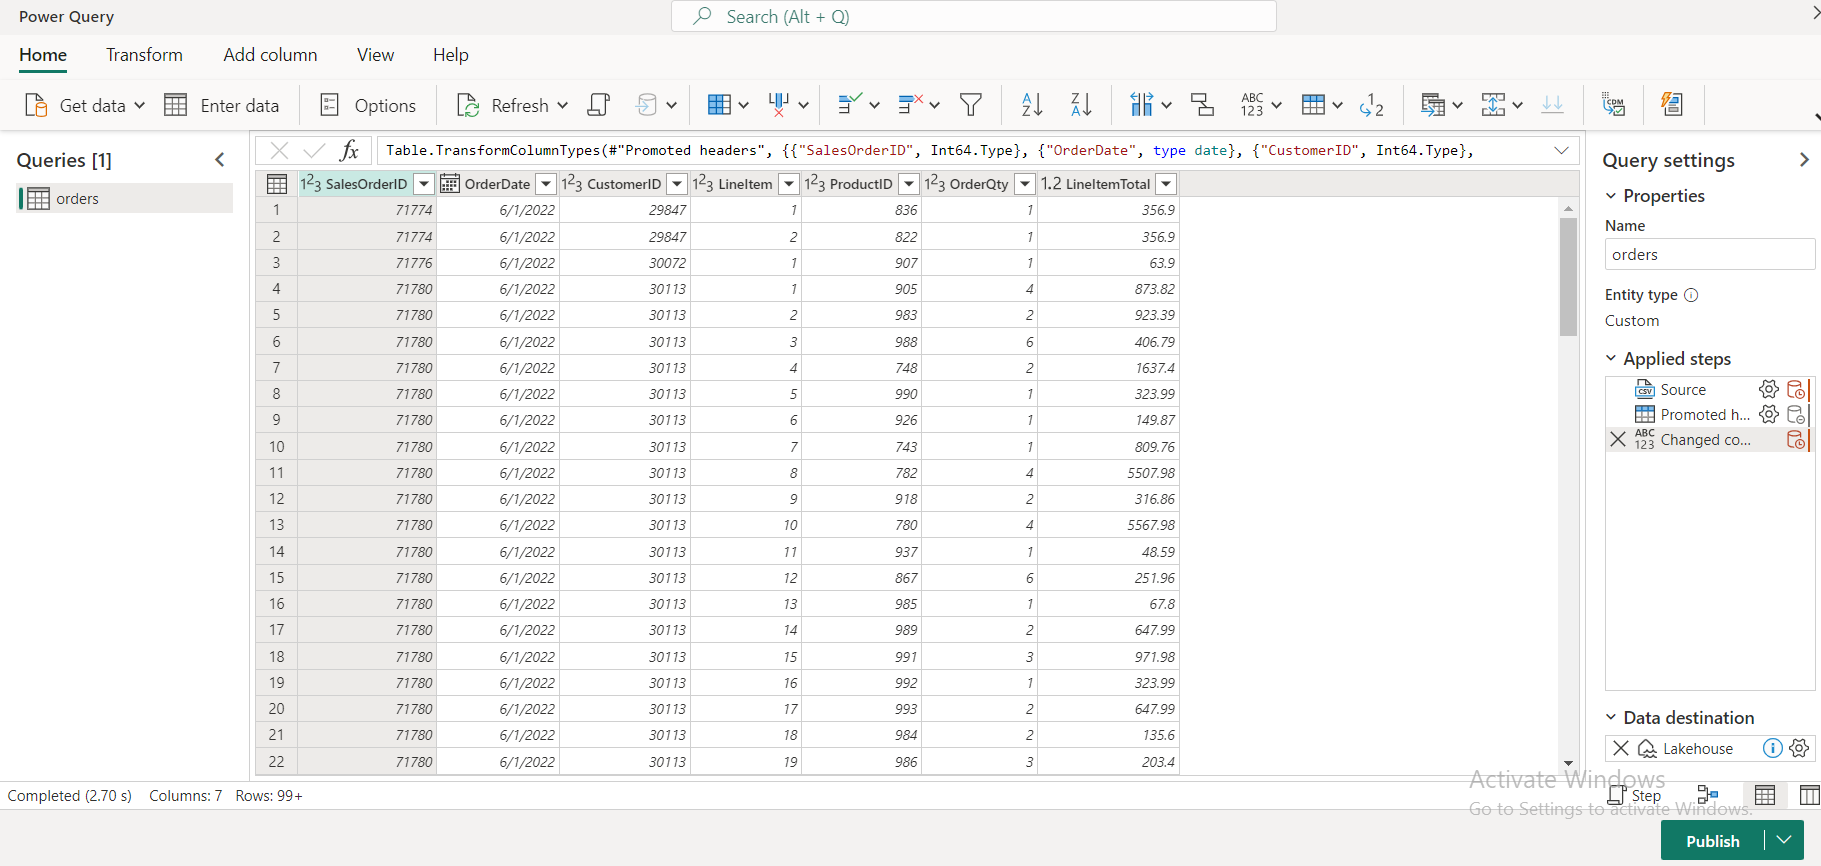 Power Query
Search (Alt + Q)
Home Transform Add column View Help
Get data Enter data Options Refresh
Queries [1]
orders
fx Table.TransformColumnTypes(#"Promoted headers", {{"SalesOrderID", Int64.Type}, {"OrderDate", type date}, {"CustomerID", Int64.Type},
SalesOrderID OrderDate CustomerID LineItem ProductID OrderQty LineItemTotal
1 71774 6/1/2022 29847 1 836 1 356.9
2 71774 6/1/2022 29847 2 822 1 356.9
3 71776 6/1/2022 30072 1 907 1 63.9
4 71780 6/1/2022 30113 1 905 4 873.82
5 71780 6/1/2022 30113 2 983 2 923.39
6 71780 6/1/2022 30113 3 988 6 406.79
7 71780 6/1/2022 30113 4 748 2 1637.4
8 71780 6/1/2022 30113 5 990 1 323.99
9 71780 6/1/2022 30113 6 926 1 149.87
10 71780 6/1/2022 30113 7 743 1 809.76
11 71780 6/1/2022 30113 8 782 4 5507.98
12 71780 6/1/2022 30113 9 918 2 316.86
13 71780 6/1/2022 30113 10 780 4 5567.98
14 71780 6/1/2022 30113 11 937 1 48.59
15 71780 6/1/2022 30113 12 867 6 251.96
16 71780 6/1/2022 30113 13 985 1 67.8
17 71780 6/1/2022 30113 14 989 2 647.99
18 71780 6/1/2022 30113 15 991 3 971.98
19 71780 6/1/2022 30113 16 992 1 323.99
20 71780 6/1/2022 30113 17 993 2 647.99
21 71780 6/1/2022 30113 18 984 2 135.6
22 71780 6/1/2022 30113 19 986 3 203.4
Query settings
Properties
Name
orders
Entity type
Custom
Applied steps
Source
Promoted h...
Changed co...
Data destination
Lakehouse
Completed (2.70 s) Columns: 7 Rows: 99+
Step
Activate Windows
Go to Settings to activate Windows.
Publish